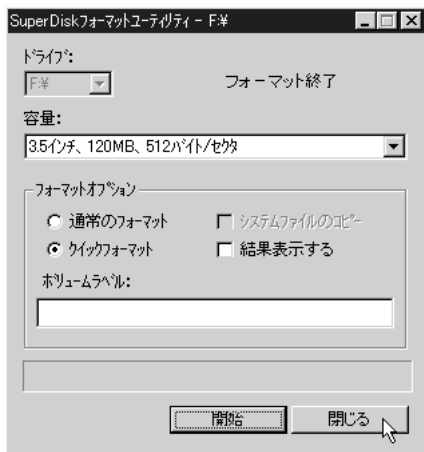 SuperDiskフォーマットユーティリティ - F:¥
ドライブ:
F:¥
フォーマット終了
容量:
3.5インチ、120MB、512バイト/セクタ
フォーマットオプション
通常のフォーマット
システムファイルのコピー
クイックフォーマット
結果表示する
ボリュームラベル:
開始
閉じる